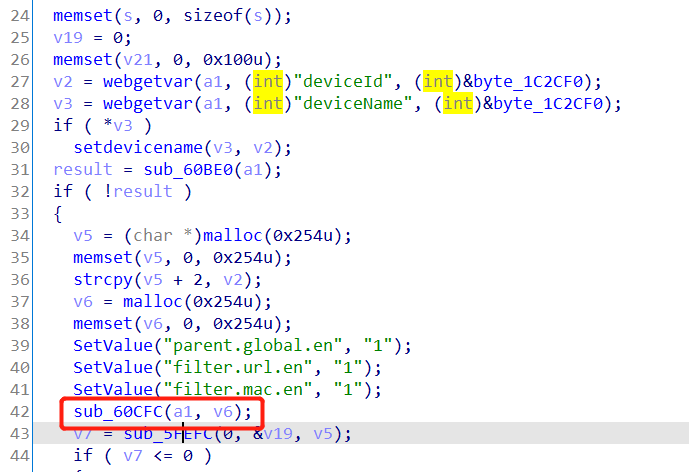 24 memset(s, 0, sizeof(s));
25 v19 = 0;
26 memset(v21, 0, 0x100u);
27 v2 = webgetvar(a1, (int)"deviceId", (int)&byte_1C2CF0);
28 v3 = webgetvar(a1, (int)"deviceName", (int)&byte_1C2CF0);
29 if ( *v3 )
30 setdevicename(v3, v2);
31 result = sub_60BE0(a1);
32 if ( !result )
33 {
34 v5 = (char *)malloc(0x254u);
35 memset(v5, 0, 0x254u);
36 strcpy(v5 + 2, v2);
37 v6 = malloc(0x254u);
38 memset(v6, 0, 0x254u);
39 SetValue("parent.global.en", "1");
40 SetValue("filter.url.en", "1");
41 SetValue("filter.mac.en", "1");
42 sub_60CFC(a1, v6);
43 v7 = sub_5FEFC(0, &v19, v5);
44 if ( v7 <= 0 )